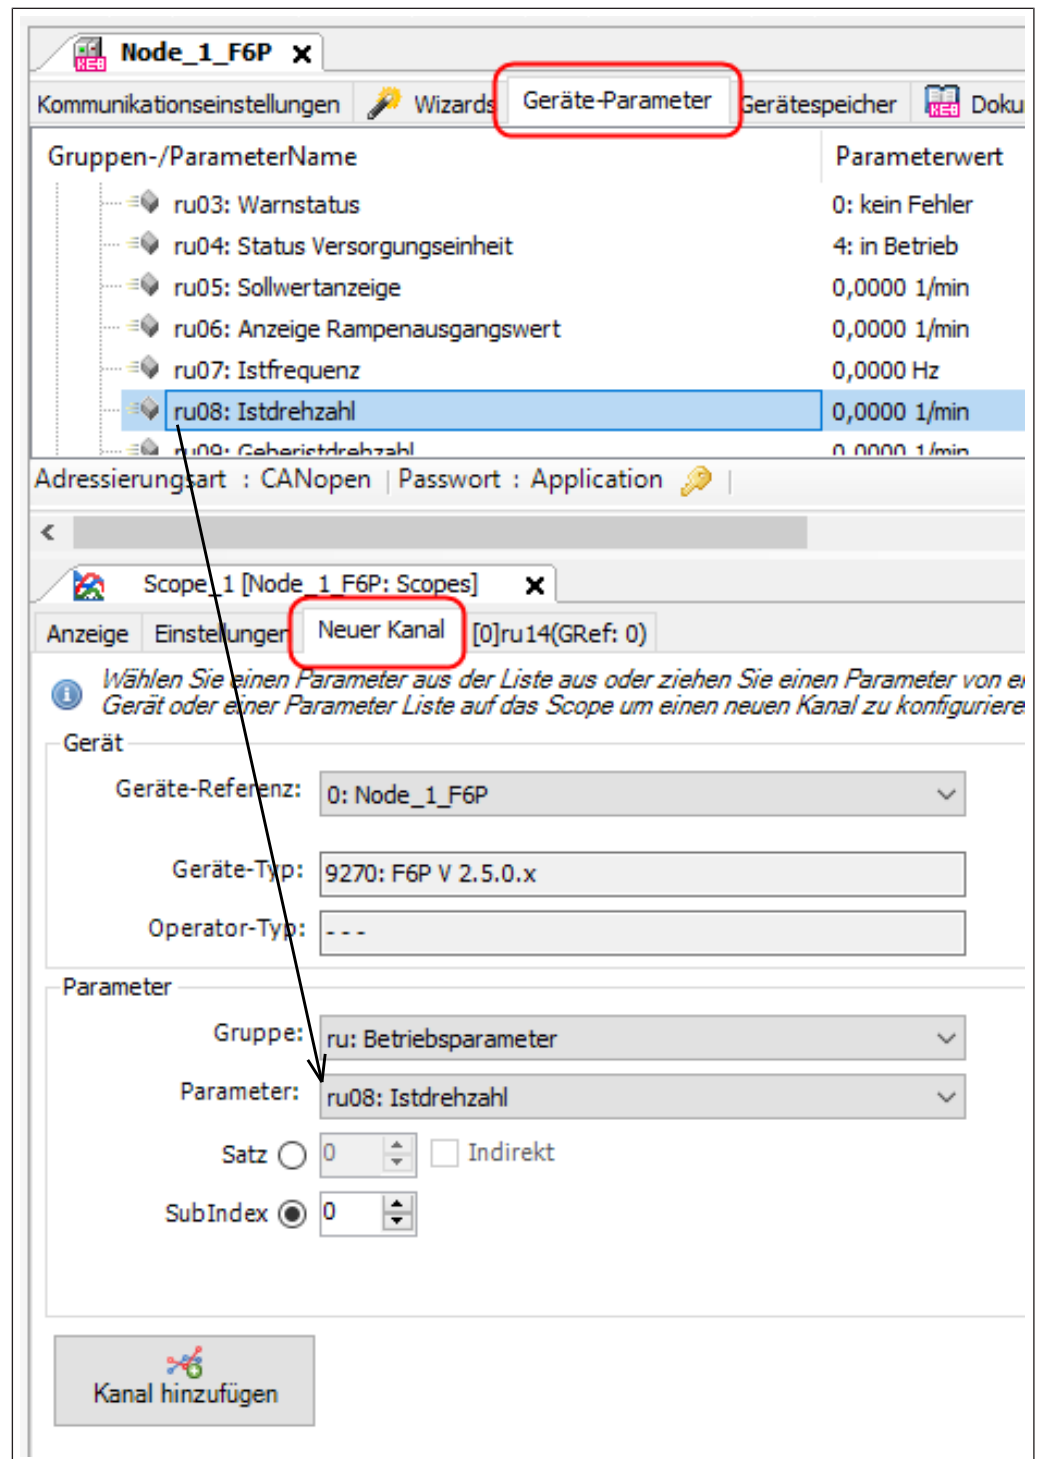 Node_1_F6P
Kommunikationseinstellungen Wizards Geräte-Parameter Gerätespeicher Doku
Gruppen-/ParameterName Parameterwert
ru03: Warnstatus 0: kein Fehler
ru04: Status Versorgungseinheit 4: in Betrieb
ru05: Sollwertanzeige 0,0000 1/min
ru06: Anzeige Rampenausgangswert 0,0000 1/min
ru07: Istfrequenz 0,0000 Hz
ru08: Istdrehzahl 0,0000 1/min
ru09: Geberistdrehzahl 0,0000 1/min
Adressierungsart : CANopen | Passwort : Application |
Scope_1 [Node_1_F6P: Scopes]
Anzeige Einstellungen Neuer Kanal [0]ru14(GRef: 0)
Wählen Sie einen Parameter aus der Liste aus oder ziehen Sie einen Parameter von
Gerät oder einer Parameter Liste auf das Scope um einen neuen Kanal zu konfiguriere
Gerät
Geräte-Referenz: 0: Node_1_F6P
Geräte-Typ: 9270: F6P V 2.5.0.x
Operator-Typ: ---
Parameter
Gruppe: ru: Betriebsparameter
Parameter: ru08: Istdrehzahl
Satz 0 Indirekt
SubIndex 0
Kanal hinzufügen